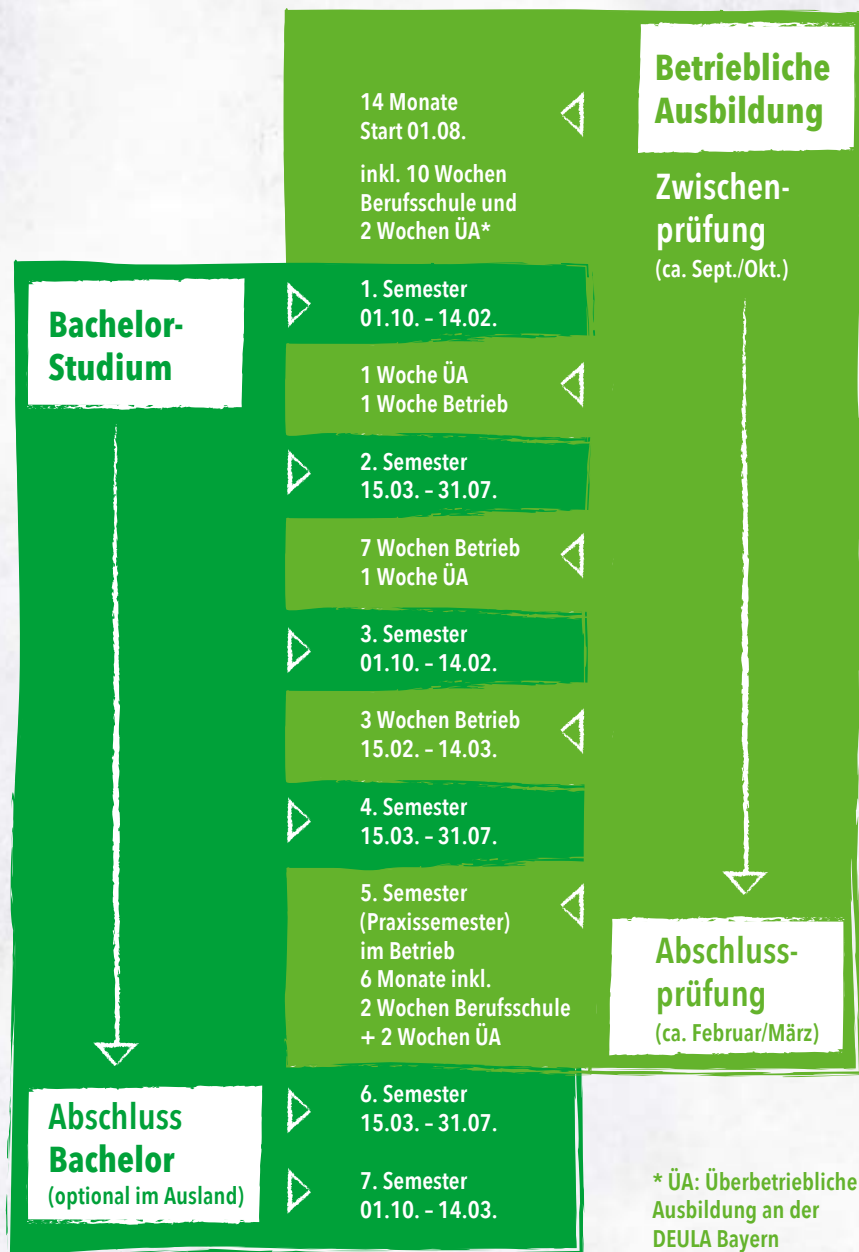 Betriebliche
Ausbildung
14 Monate
Start 01.08.
inkl. 10 Wochen
Berufsschule und
2 Wochen ÜA*
Zwischen-
prüfung
(ca. Sept./Okt.)
Bachelor-
Studium
1. Semester
01.10. – 14.02.
1 Woche ÜA
1 Woche Betrieb
2. Semester
15.03. – 31.07.
7 Wochen Betrieb
1 Woche ÜA
3. Semester
01.10. – 14.02.
3 Wochen Betrieb
15.02. – 14.03.
4. Semester
15.03. – 31.07.
5. Semester
(Praxissemester)
im Betrieb
6 Monate inkl.
2 Wochen Berufsschule
+ 2 Wochen ÜA
Abschluss-
prüfung
(ca. Februar/März)
Abschluss
Bachelor
(optional im Ausland)
6. Semester
15.03. – 31.07.
7. Semester
01.10. – 14.03.
* ÜA: Überbetriebliche
Ausbildung an der
DEULA Bayern